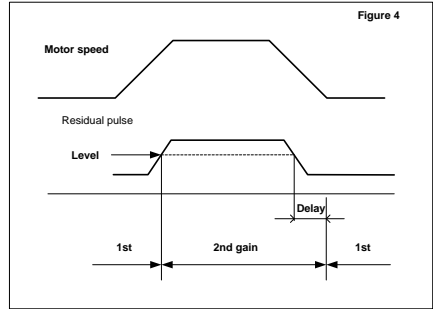 Figure 4
Motor speed
Residual pulse
Level
Delay
1st 2nd gain 1st